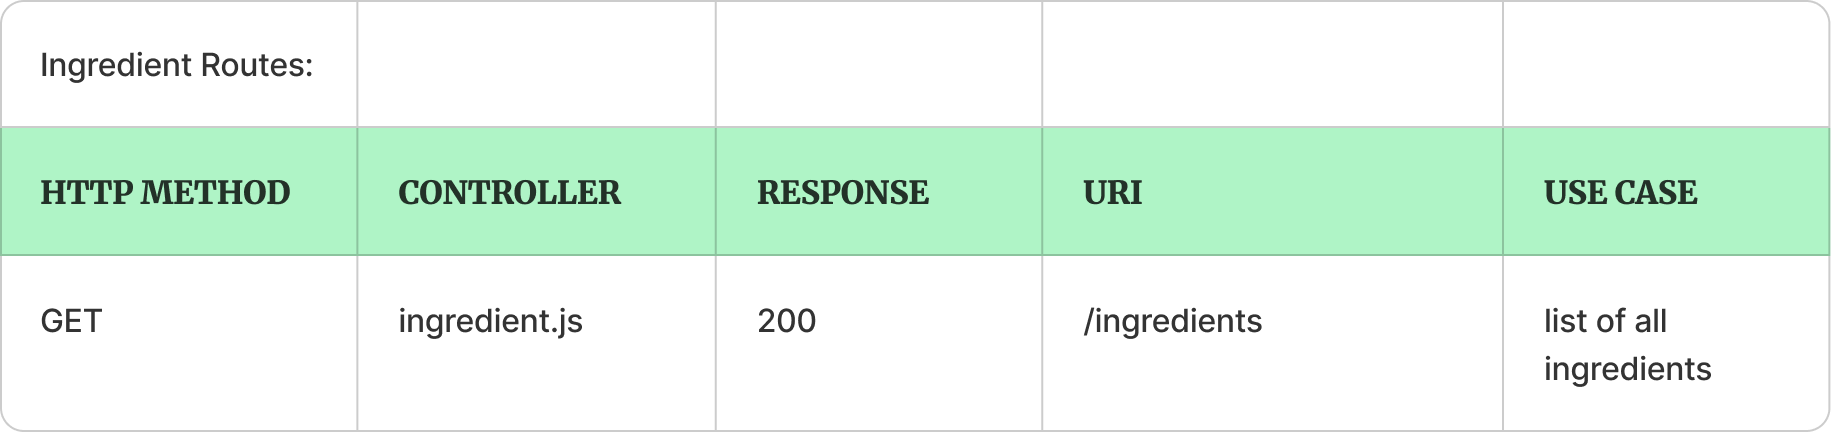 Ingredient Routes:
HTTP METHOD CONTROLLER RESPONSE URI USE CASE
GET ingredient.js 200 /ingredients list of all
ingredients